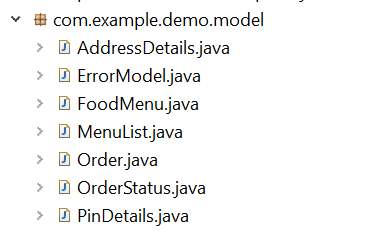 com.example.demo.model
AddressDetails.java
ErrorModel.java
FoodMenu.java
MenuList.java
Order.java
OrderStatus.java
PinDetails.java